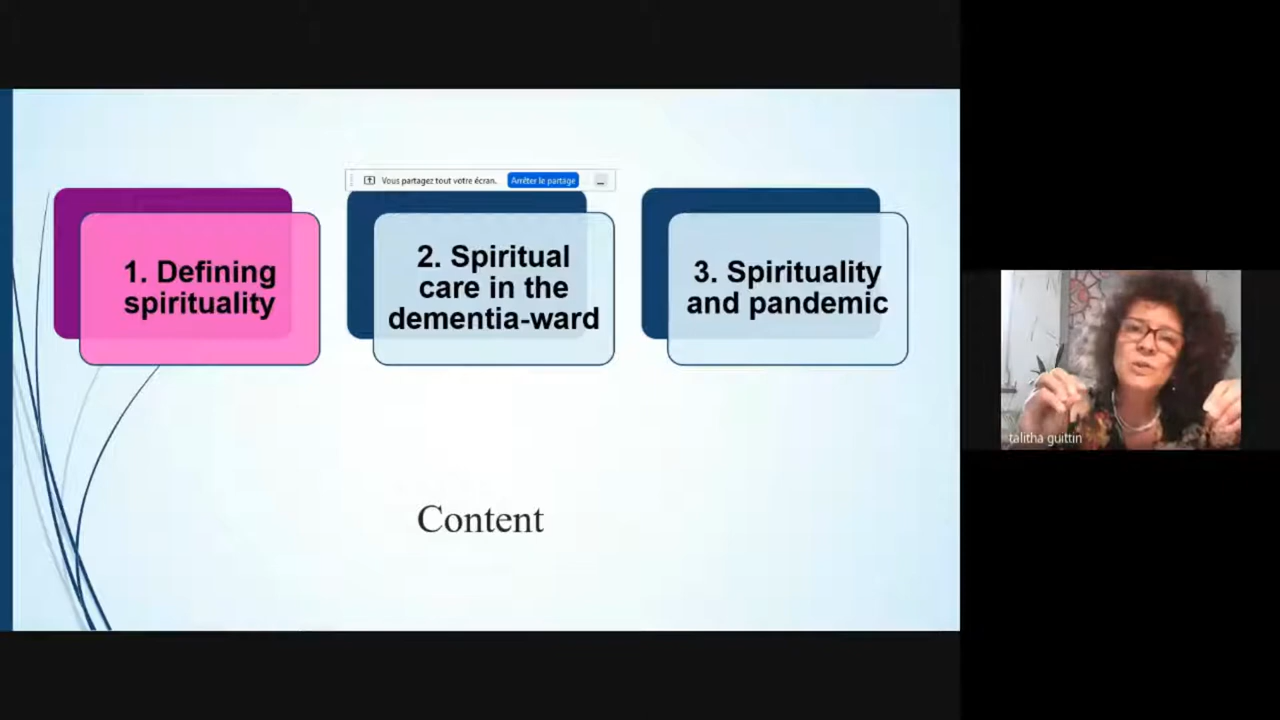 Vous partagez tout votre écran. Arrêter le partage
1. Defining
spirituality
2. Spiritual
care in the
dementia-ward
3. Spirituality
and pandemic
Content
talitha guittin